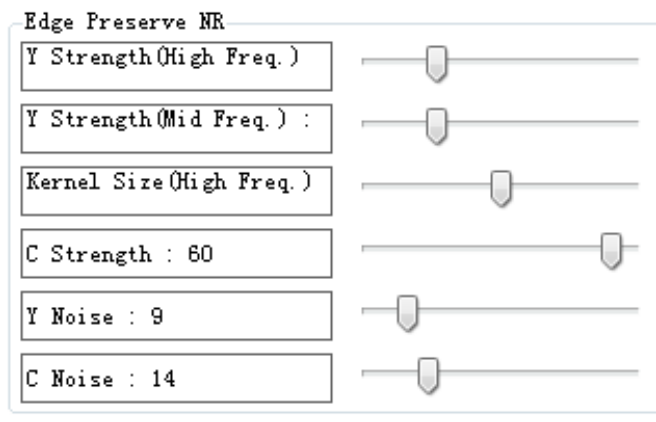 Edge Preserve NR
Y Strength(High Freq.)
Y Strength(Mid Freq.) :
Kernel Size(High Freq.)
C Strength : 60
Y Noise : 9
C Noise : 14